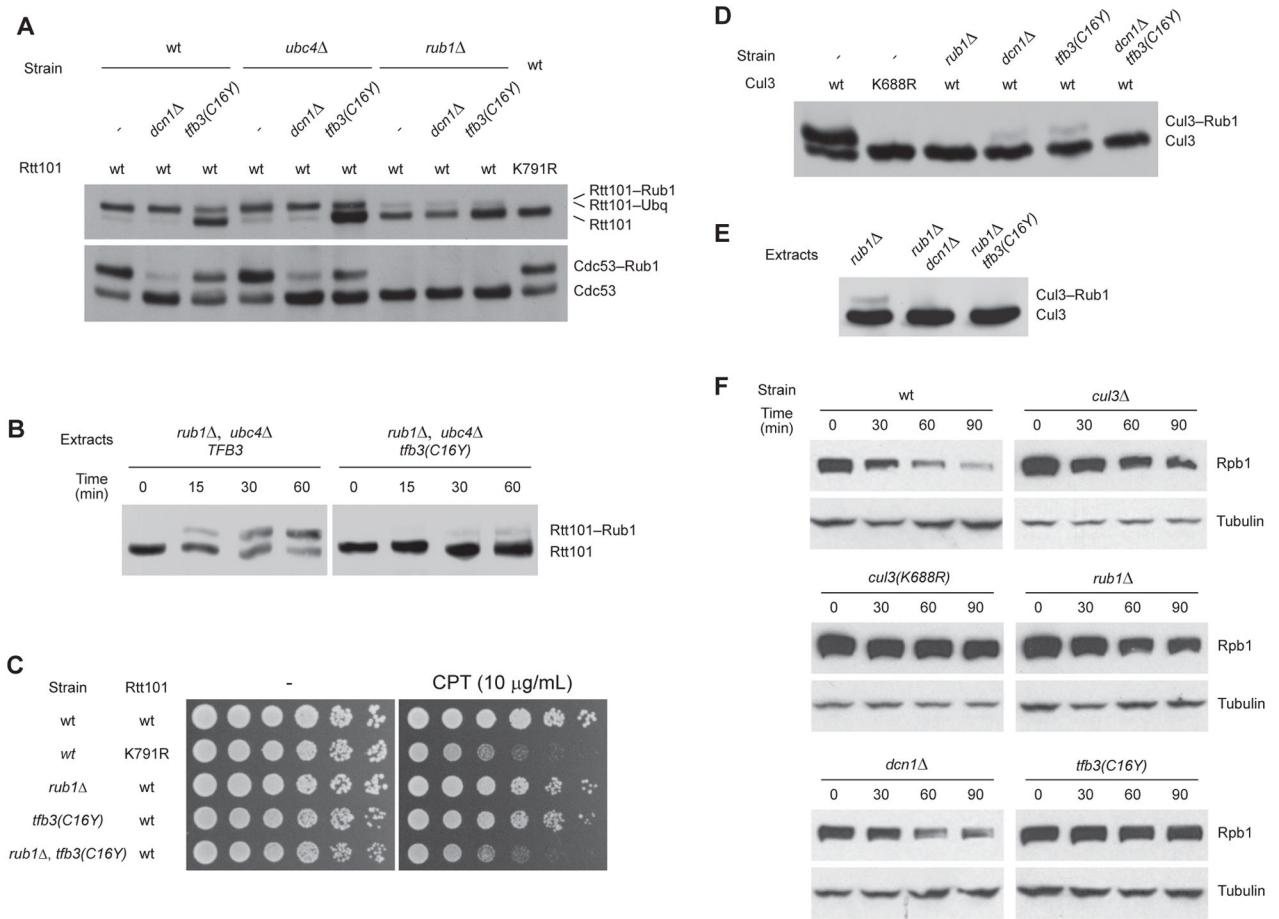 A
wt
ubc4Δ
rub1Δ
Strain
wt
-
dcn1Δ
tfb3(C16Y)
-
dcn1Δ
tfb3(C16Y)
-
dcn1Δ
tfb3(C16Y)
Rtt101
wt wt wt wt wt wt wt wt wt K791R
Rtt101–Rub1
Rtt101–Ubq
Rtt101
Cdc53–Rub1
Cdc53
B
Extracts
rub1Δ, ubc4Δ
TFB3
rub1Δ, ubc4Δ
tfb3(C16Y)
Time
(min)
0 15 30 60 0 15 30 60
Rtt101–Rub1
Rtt101
C
Strain Rtt101 - CPT (10 µg/mL)
wt wt
wt K791R
rub1Δ wt
tfb3(C16Y) wt
rub1Δ, tfb3(C16Y) wt
D
Strain
-
-
rub1Δ
dcn1Δ
tfb3(C16Y)
dcn1Δ
tfb3(C16Y)
Cul3 wt K688R wt wt wt wt
Cul3–Rub1
Cul3
E
Extracts
rub1Δ
rub1Δ
dcn1Δ
rub1Δ
tfb3(C16Y)
Cul3–Rub1
Cul3
F
Strain wt cul3Δ
Time
(min)
0 30 60 90 0 30 60 90
Rpb1
Tubulin
cul3(K688R) rub1Δ
0 30 60 90 0 30 60 90
Rpb1
Tubulin
dcn1Δ tfb3(C16Y)
0 30 60 90 0 30 60 90
Rpb1
Tubulin